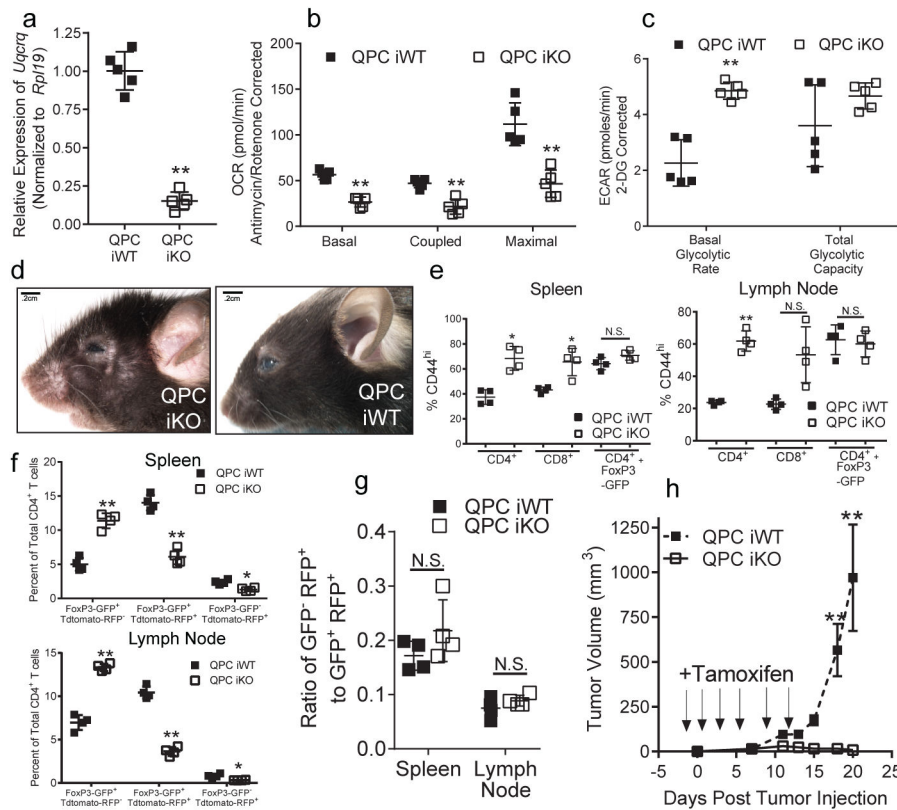 a
Relative Expression of Uqcrq
(Normalized to Rpl19)
1.25
1.00
0.75
0.50
0.25
0.00
**
QPC
iWT
QPC
iKO
b
QPC iWT
QPC iKO
OCR (pmol/min)
Antimycin/Rotenone Corrected
200
150
100
50
0
**
**
**
Basal
Coupled
Maximal
c
QPC iWT
QPC iKO
ECAR (pmoles/min)
2-DG Corrected
6
4
2
0
**
Basal
Glycolytic
Rate
Total
Glycolytic
Capacity
d
.2cm
QPC
iKO
.2cm
QPC
iWT
e
Spleen
% CD44hi
100
80
60
40
20
*
*
N.S.
QPC iWT
QPC iKO
CD4+
CD8+
CD4+ +
FoxP3
-GFP
Lymph Node
% CD44hi
80
60
40
20
0
**
N.S.
N.S.
QPC iWT
QPC iKO
CD4+
CD8+
CD4+ +
FoxP3
-GFP
f
Spleen
Percent of Total CD4+ T cells
20
15
10
5
0
QPC iWT
QPC iKO
**
**
*
FoxP3-GFP+
Tdtomato-RFP-
FoxP3-GFP+
Tdtomato-RFP+
FoxP3-GFP-
Tdtomato-RFP+
Lymph Node
Percent of Total CD4+ T cells
15
10
5
0
QPC iWT
QPC iKO
**
**
*
FoxP3-GFP+
Tdtomato-RFP-
FoxP3-GFP+
Tdtomato-RFP+
FoxP3-GFP-
Tdtomato-RFP+
g
QPC iWT
QPC iKO
Ratio of GFP- RFP+
to GFP+ RFP+
0.4
0.3
0.2
0.1
0.0
N.S.
N.S.
Spleen
Lymph
Node
h
QPC iWT
QPC iKO
Tumor Volume (mm3)
1250
1000
750
500
250
0
**
**
+Tamoxifen
-5
0
5
10
15
20
25
Days Post Tumor Injection